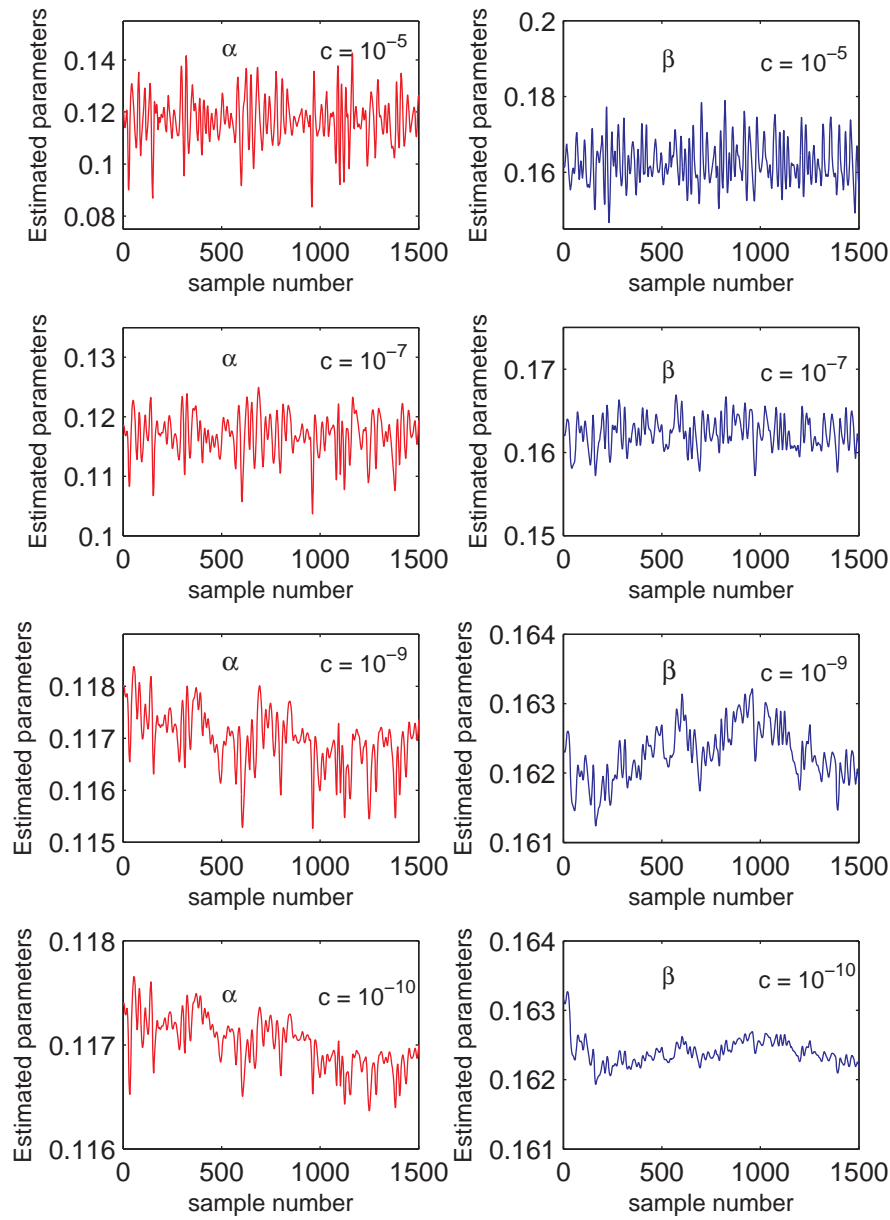 Estimated parameters
0.14
0.12
0.1
0.08
α
c = 10⁻⁵
0 500 1000 1500
sample number
Estimated parameters
0.2
0.18
0.16
β
c = 10⁻⁵
0 500 1000 1500
sample number
Estimated parameters
0.13
0.12
0.11
0.1
α
c = 10⁻⁷
0 500 1000 1500
sample number
Estimated parameters
0.17
0.16
0.15
β
c = 10⁻⁷
0 500 1000 1500
sample number
Estimated parameters
0.118
0.117
0.116
0.115
α
c = 10⁻⁹
0 500 1000 1500
sample number
Estimated parameters
0.164
0.163
0.162
0.161
β
c = 10⁻⁹
0 500 1000 1500
sample number
Estimated parameters
0.118
0.117
0.116
α
c = 10⁻¹⁰
0 500 1000 1500
sample number
Estimated parameters
0.164
0.163
0.162
0.161
β
c = 10⁻¹⁰
0 500 1000 1500
sample number